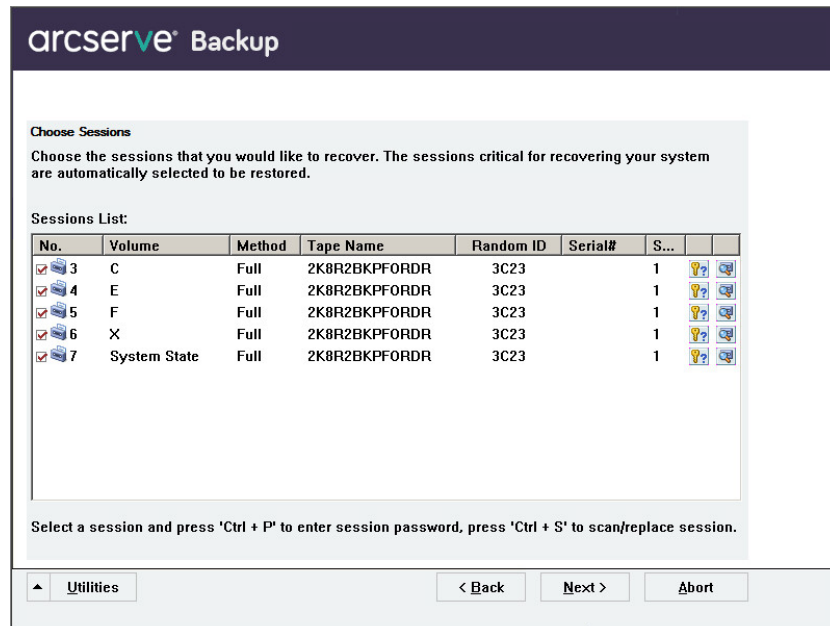 arcserve® Backup
Choose Sessions
Choose the sessions that you would like to recover. The sessions critical for recovering your system
are automatically selected to be restored.
Sessions List:
No. Volume Method Tape Name Random ID Serial# S...
3 C Full 2K8R2BKPFORDR 3C23 1
4 E Full 2K8R2BKPFORDR 3C23 1
5 F Full 2K8R2BKPFORDR 3C23 1
6 X Full 2K8R2BKPFORDR 3C23 1
7 System State Full 2K8R2BKPFORDR 3C23 1
Select a session and press 'Ctrl + P' to enter session password, press 'Ctrl + S' to scan/replace session.
Utilities < Back Next > Abort